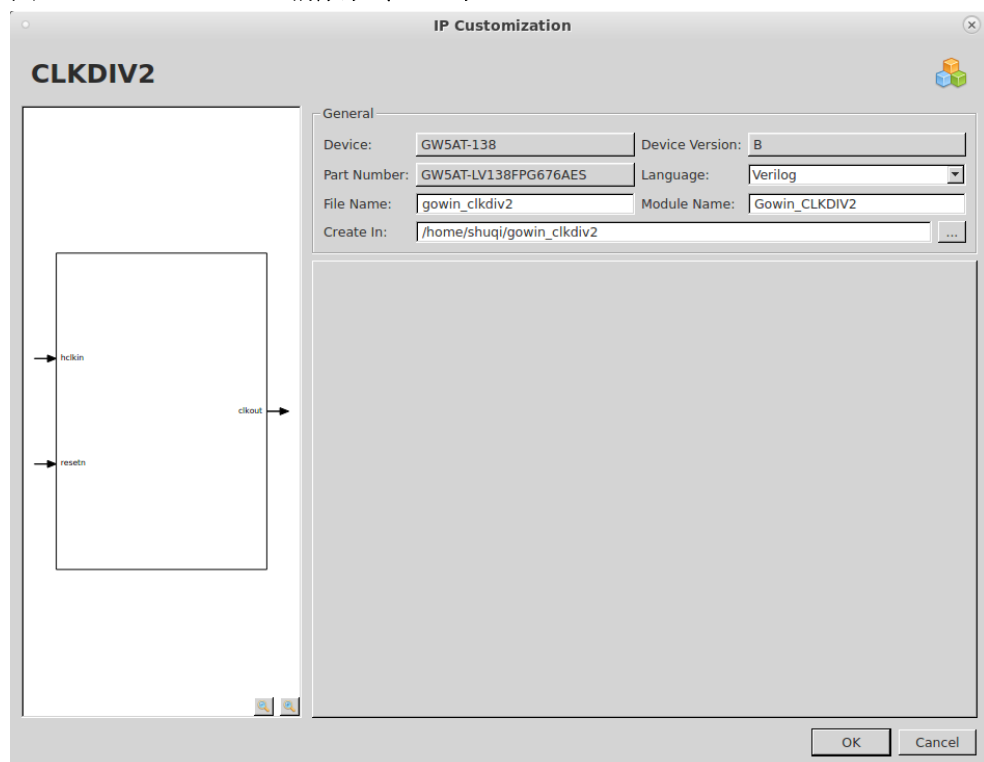 IP Customization
CLKDIV2
General
Device: GW5AT-138 Device Version: B
Part Number: GW5AT-LV138FPG676AES Language: Verilog
File Name: gowin_clkdiv2 Module Name: Gowin_CLKDIV2
Create In: /home/shuqi/gowin_clkdiv2 ...
hclkin
clkout
resetn
OK Cancel